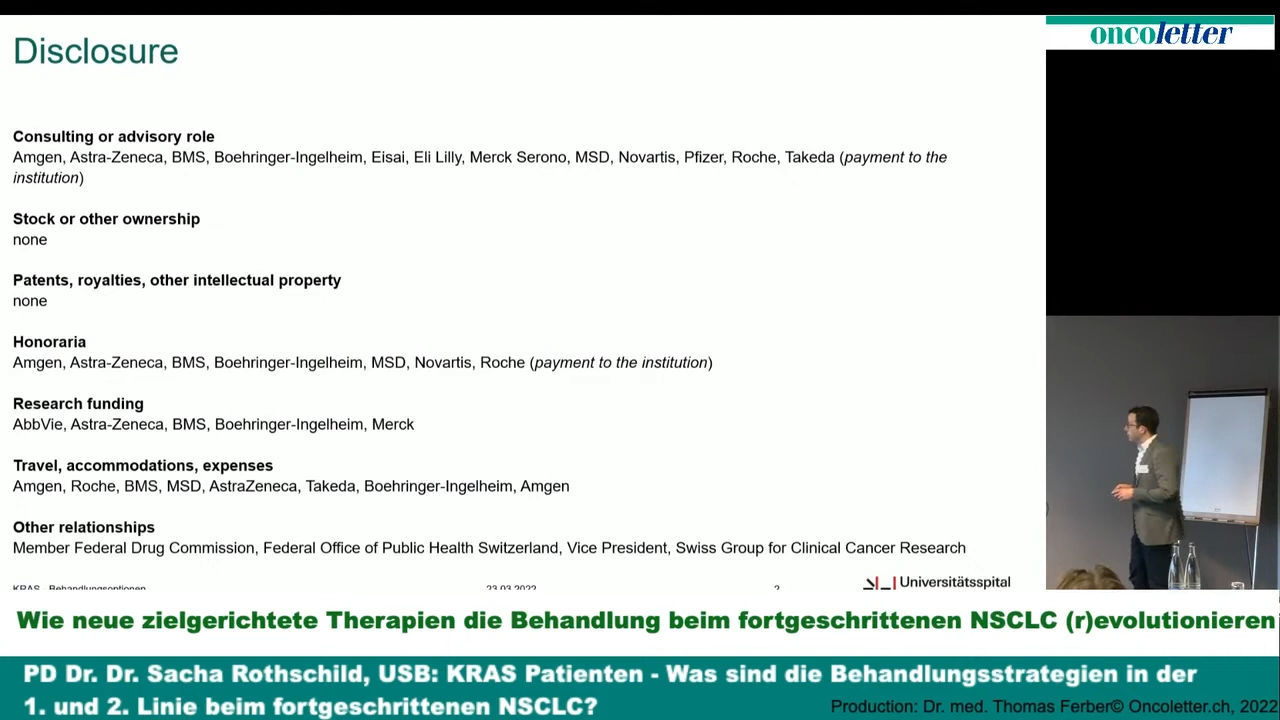 Disclosure
oncoletter
Consulting or advisory role
Amgen, Astra-Zeneca, BMS, Boehringer-Ingelheim, Eisai, Eli Lilly, Merck Serono, MSD, Novartis, Pfizer, Roche, Takeda (payment to the
institution)
Stock or other ownership
none
Patents, royalties, other intellectual property
none
Honoraria
Amgen, Astra-Zeneca, BMS, Boehringer-Ingelheim, MSD, Novartis, Roche (payment to the institution)
Research funding
AbbVie, Astra-Zeneca, BMS, Boehringer-Ingelheim, Merck
Travel, accommodations, expenses
Amgen, Roche, BMS, MSD, AstraZeneca, Takeda, Boehringer-Ingelheim, Amgen
Other relationships
Member Federal Drug Commission, Federal Office of Public Health Switzerland, Vice President, Swiss Group for Clinical Cancer Research
KRAS - Behandlungsoptionen 23.03.2022 2 Universitätsspital
Wie neue zielgerichtete Therapien die Behandlung beim fortgeschrittenen NSCLC (r)evolutionieren
PD Dr. Dr. Sacha Rothschild, USB: KRAS Patienten - Was sind die Behandlungsstrategien in der
1. und 2. Linie beim fortgeschrittenen NSCLC?
Production: Dr. med. Thomas Ferber© Oncoletter.ch, 2022